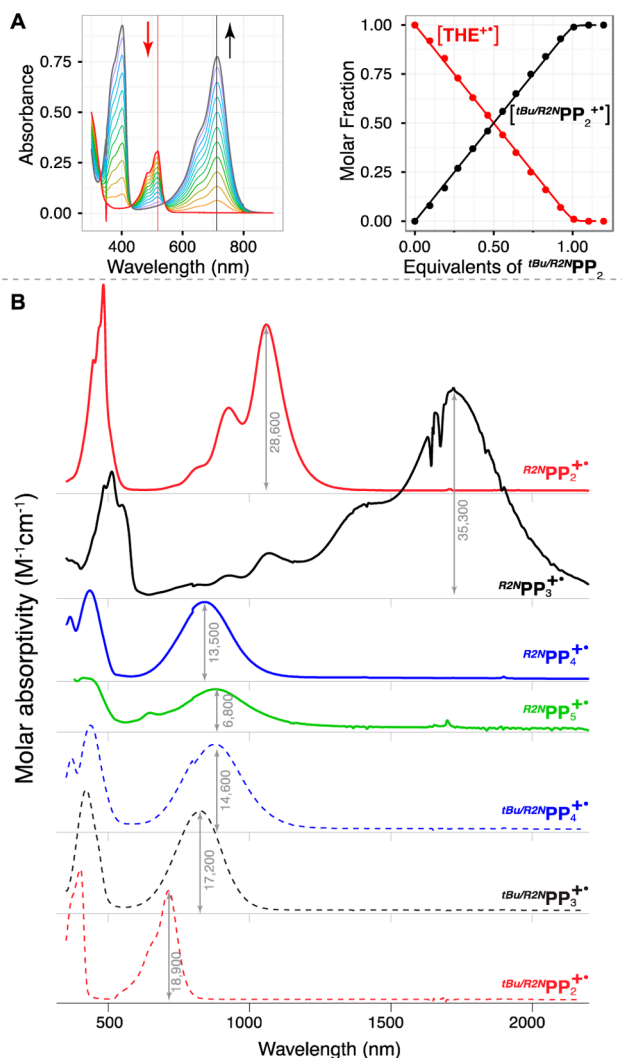 A
Absorbance
0.75
0.50
0.25
0.00
400 600 800
Wavelength (nm)
Molar Fraction
1.00
0.75
0.50
0.25
0.00
[THE+•]
[tBu/R2NPP2+•]
0.00 0.50 1.00
Equivalents of tBu/R2NPP2
B
Molar absorptivity (M-1cm-1)
28,600
R2NPP2+•
35,300
R2NPP3+•
13,500
R2NPP4+•
6,800
R2NPP5+•
14,600
tBu/R2NPP4+•
17,200
tBu/R2NPP3+•
18,900
tBu/R2NPP2+•
500 1000 1500 2000
Wavelength (nm)